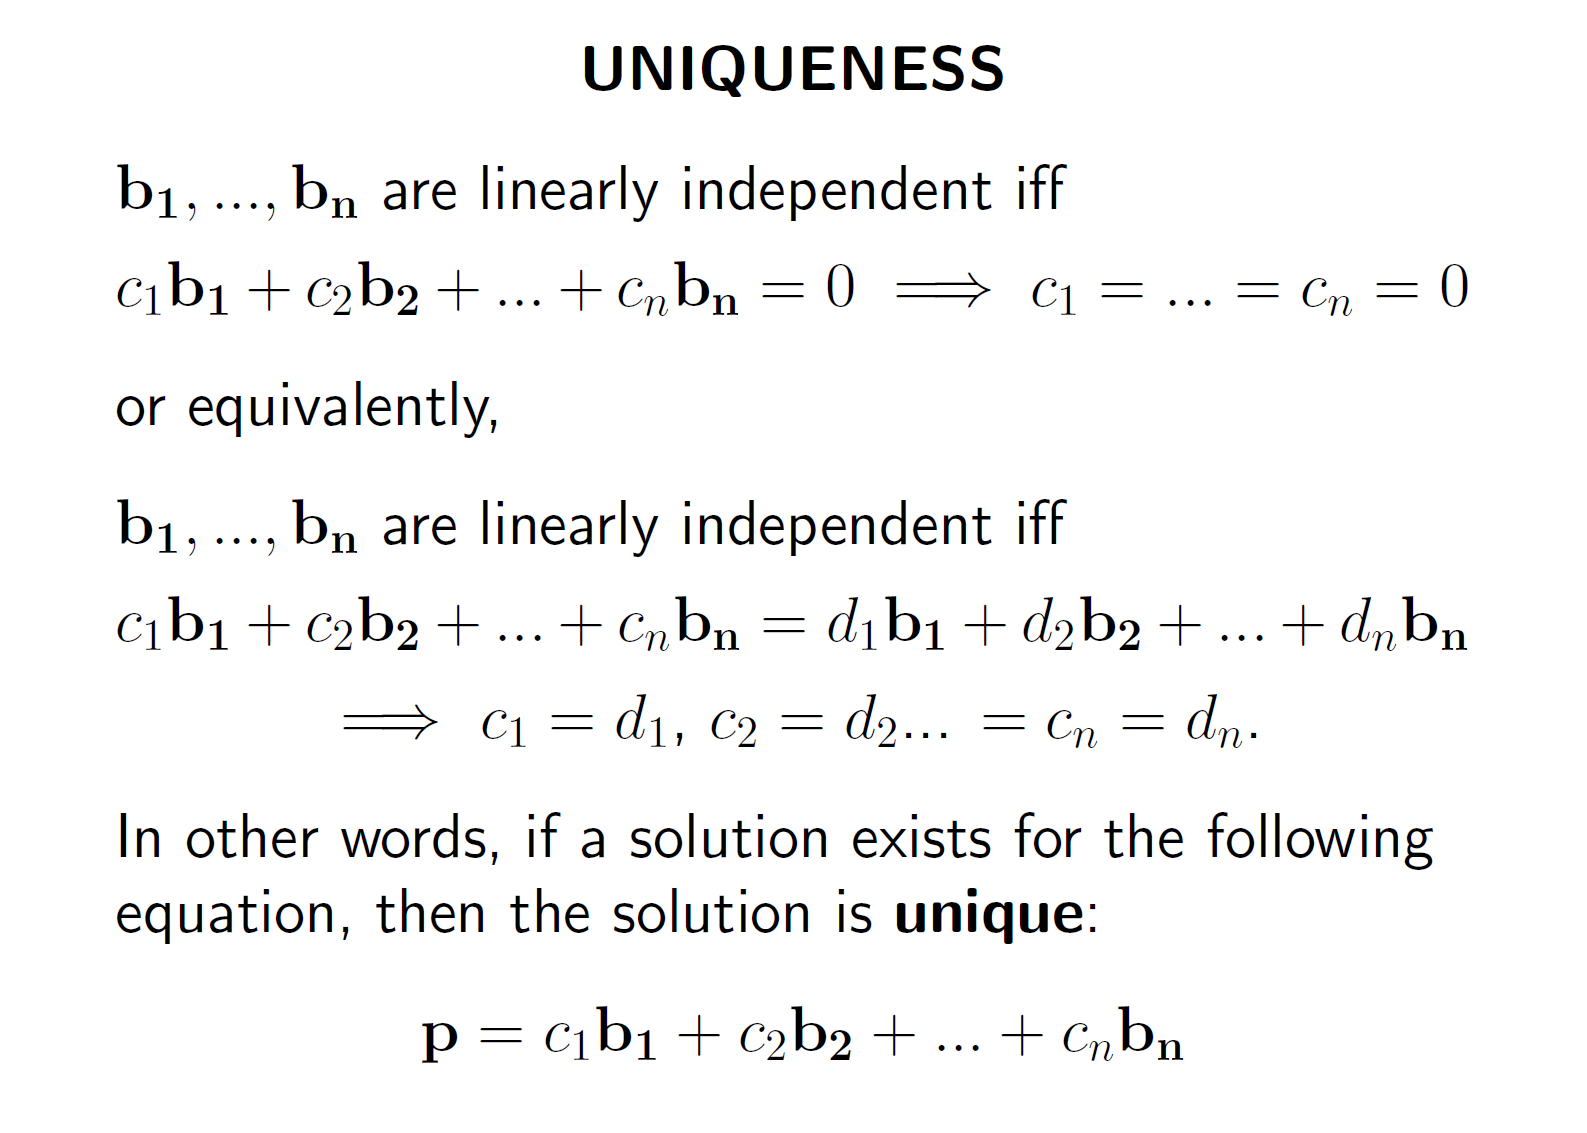 UNIQUENESS
b₁, ..., bₙ are linearly independent iff
c₁b₁ + c₂b₂ + ... + cₙbₙ = 0 ⟹ c₁ = ... = cₙ = 0
or equivalently,
b₁, ..., bₙ are linearly independent iff
c₁b₁ + c₂b₂ + ... + cₙbₙ = d₁b₁ + d₂b₂ + ... + dₙbₙ
⟹ c₁ = d₁, c₂ = d₂... = cₙ = dₙ.
In other words, if a solution exists for the following
equation, then the solution is unique:
p = c₁b₁ + c₂b₂ + ... + cₙbₙ